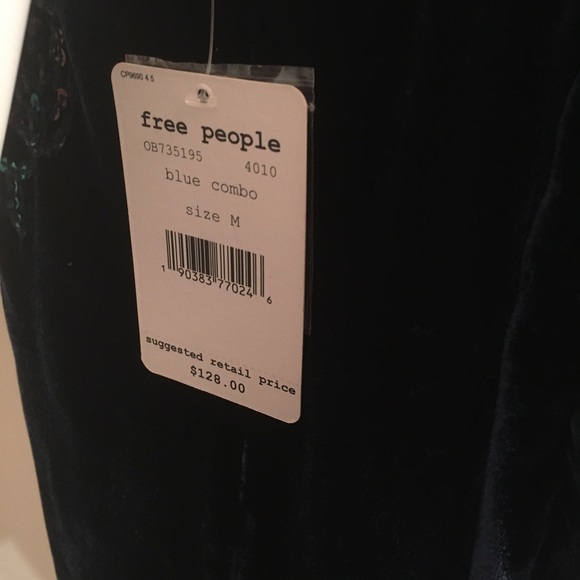 CP9690 4 5
free people
OB735195 4010
blue combo
size M
1 90383 77024 6
suggested retail price
$128.00